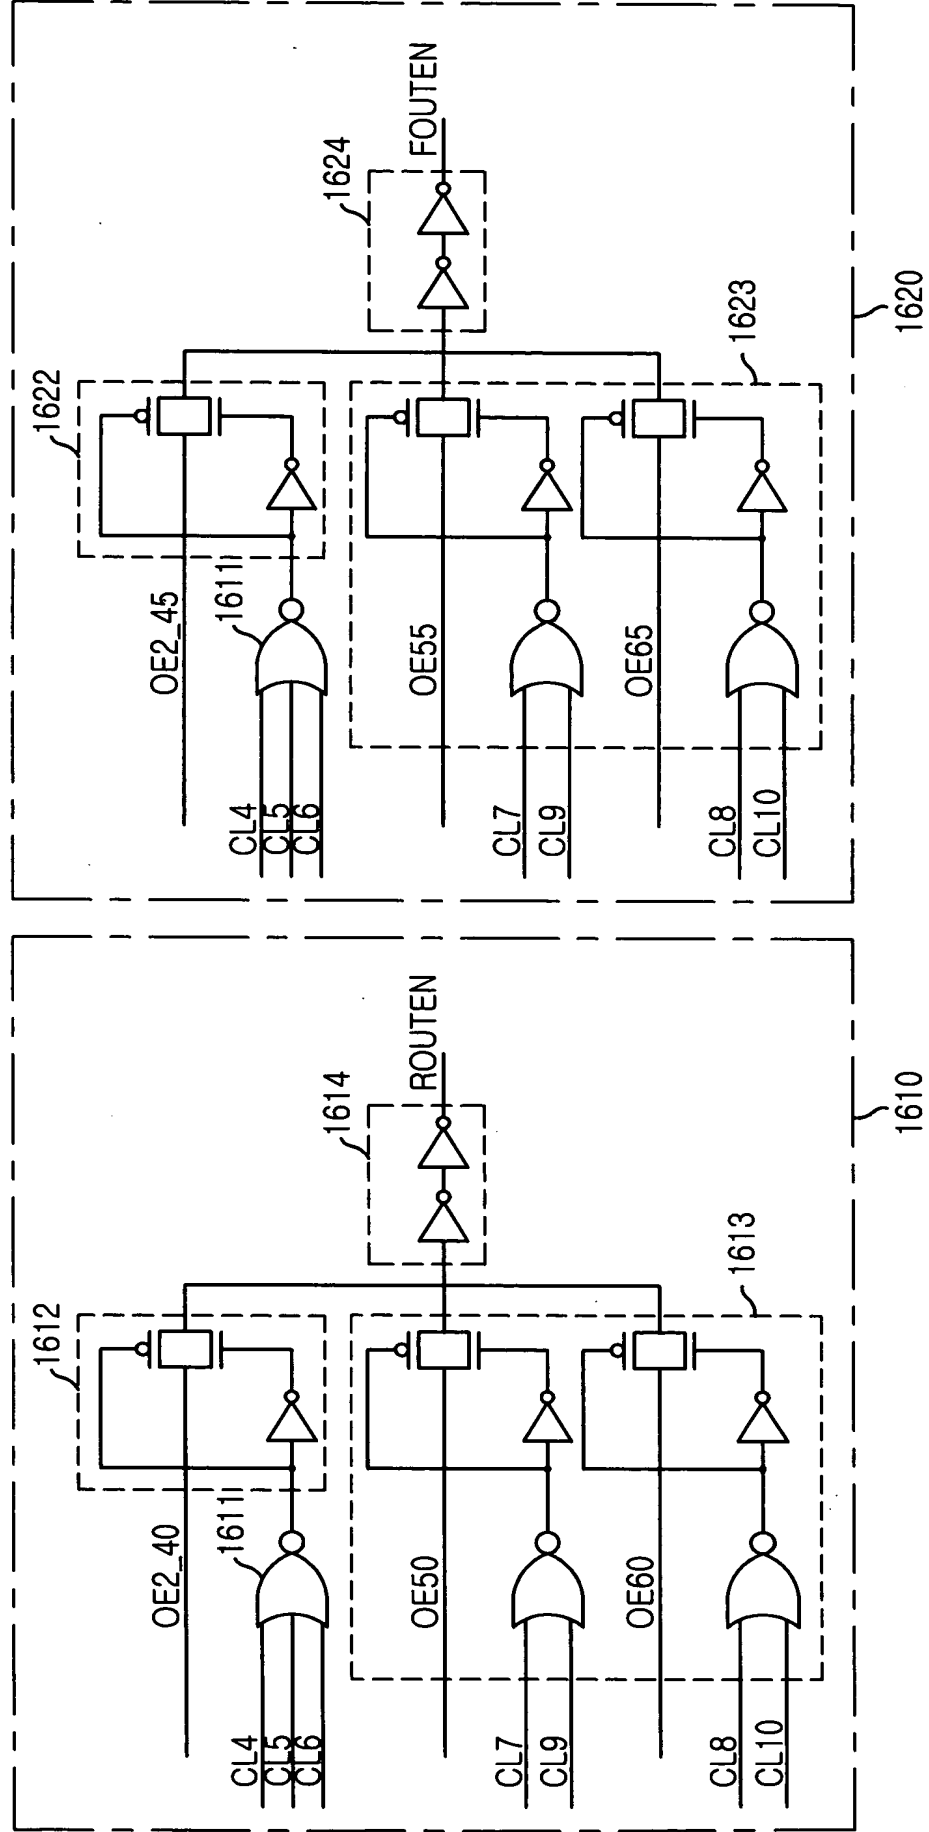 OE2_45
1622
1611
CL4
CL5
CL6
OE55
CL7
CL9
OE65
CL8
CL10
1623
1624
FOUTEN
1620
OE2_40
1612
1611
CL4
CL5
CL6
OE50
CL7
CL9
OE60
CL8
CL10
1613
1614
ROUTEN
1610